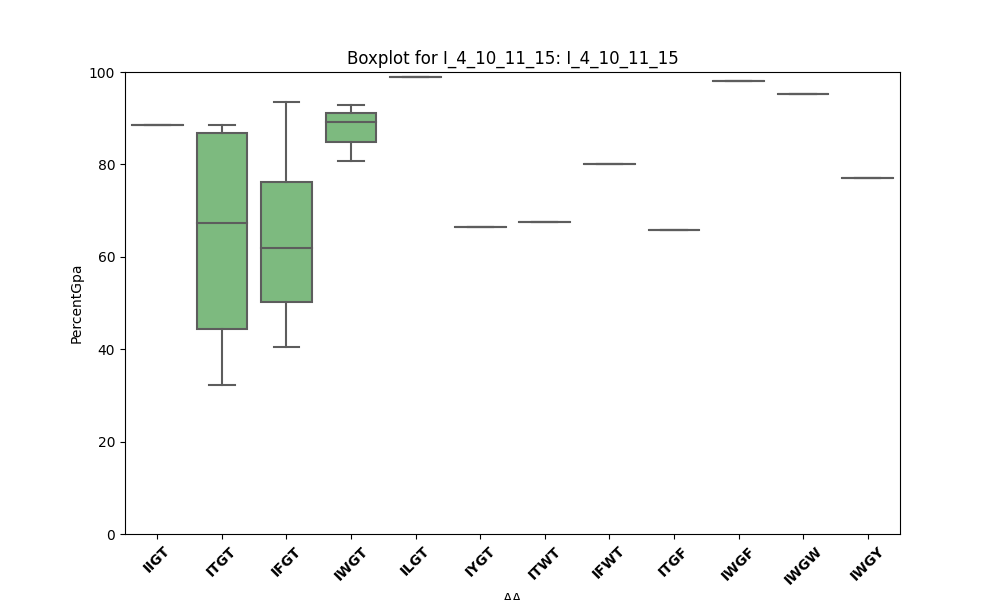 Boxplot for I_4_10_11_15: I_4_10_11_15
100
80
60
40
20
0
PercentGpa
IIGT
ITGT
IFGT
IWGT
ILGT
IYGT
ITWT
IFWT
ITGF
IWGF
IWGW
IWGY
AA